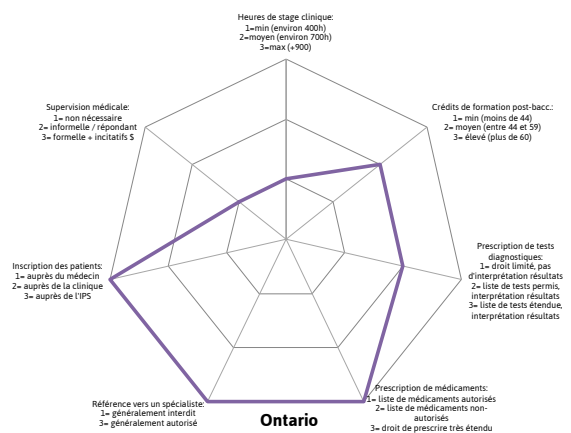 Heures de stage clinique:
1=min (environ 400h)
2=moyen (environ 700h)
3=max (+900)
Supervision médicale:
1= non nécessaire
2= informelle / répondant
3= formelle + incitatifs $
Crédits de formation post-bacc.:
1= min (moins de 44)
2= moyen (entre 44 et 59)
3= élevé (plus de 60)
Prescription de tests
diagnostiques:
1= droit limité, pas
d'interprétation résultats
2= liste de tests permis,
interprétation résultats
3= liste de tests étendue,
interprétation résultats
Inscription des patients:
1= auprès du médecin
2= auprès de la clinique
3= auprès de l'IPS
Prescription de médicaments:
1= liste de médicaments autorisés
2= liste de médicaments non-
autorisés
3= droit de prescrire très étendu
Référence vers un spécialiste:
1= généralement interdit
3= généralement autorisé
Ontario